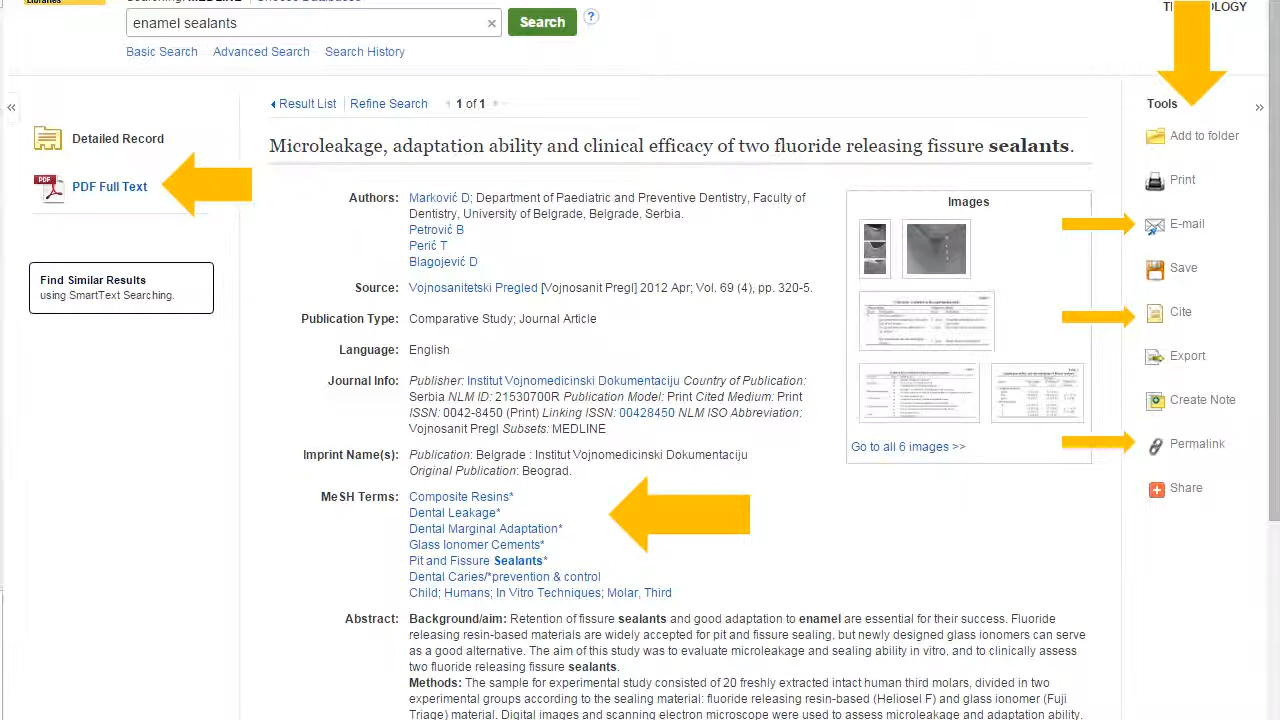 Libraries
Searching: MEDLINE Choose Databases
TECHNOLOGY
enamel sealants
×
Search
?
Basic Search Advanced Search Search History
«
Result List Refine Search 1 of 1
Tools
»
Detailed Record
Microleakage, adaptation ability and clinical efficacy of two fluoride releasing fissure sealants.
Add to folder
PDF
PDF Full Text
Print
Authors: Marković D; Department of Paediatric and Preventive Dentistry, Faculty of
Dentistry, University of Belgrade, Belgrade, Serbia.
Petrović B
Perić T
Blagojević D
Images
E-mail
Find Similar Results
using SmartText Searching.
Source: Vojnosanitetski Pregled [Vojnosanit Pregl] 2012 Apr; Vol. 69 (4), pp. 320-5.
Save
Publication Type: Comparative Study; Journal Article
Cite
Language: English
Export
Journal Info: Publisher: Institut Vojnomedicinski Dokumentaciju Country of Publication:
Serbia NLM ID: 21530700R Publication Model: Print Cited Medium: Print
ISSN: 0042-8450 (Print) Linking ISSN: 00428450 NLM ISO Abbreviation:
Vojnosanit Pregl Subsets: MEDLINE
Create Note
Go to all 6 images >>
Permalink
Imprint Name(s): Publication: Belgrade : Institut Vojnomedicinski Dokumentaciju
Original Publication: Beograd.
Share
MeSH Terms: Composite Resins*
Dental Leakage*
Dental Marginal Adaptation*
Glass Ionomer Cements*
Pit and Fissure Sealants*
Dental Caries/*prevention & control
Child; Humans; In Vitro Techniques; Molar, Third
Abstract: Background/aim: Retention of fissure sealants and good adaptation to enamel are essential for their success. Fluoride
releasing resin-based materials are widely accepted for pit and fissure sealing, but newly designed glass ionomers can serve
as a good alternative. The aim of this study was to evaluate microleakage and sealing ability in vitro, and to clinically assess
two fluoride releasing fissure sealants.
Methods: The sample for experimental study consisted of 20 freshly extracted intact human third molars, divided in two
experimental groups according to the sealing material: fluoride releasing resin-based (Heliosel F) and glass ionomer (Fuji
Triage) material. Digital images and scanning electron microscope were used to assess microleakage and adaptation ability.